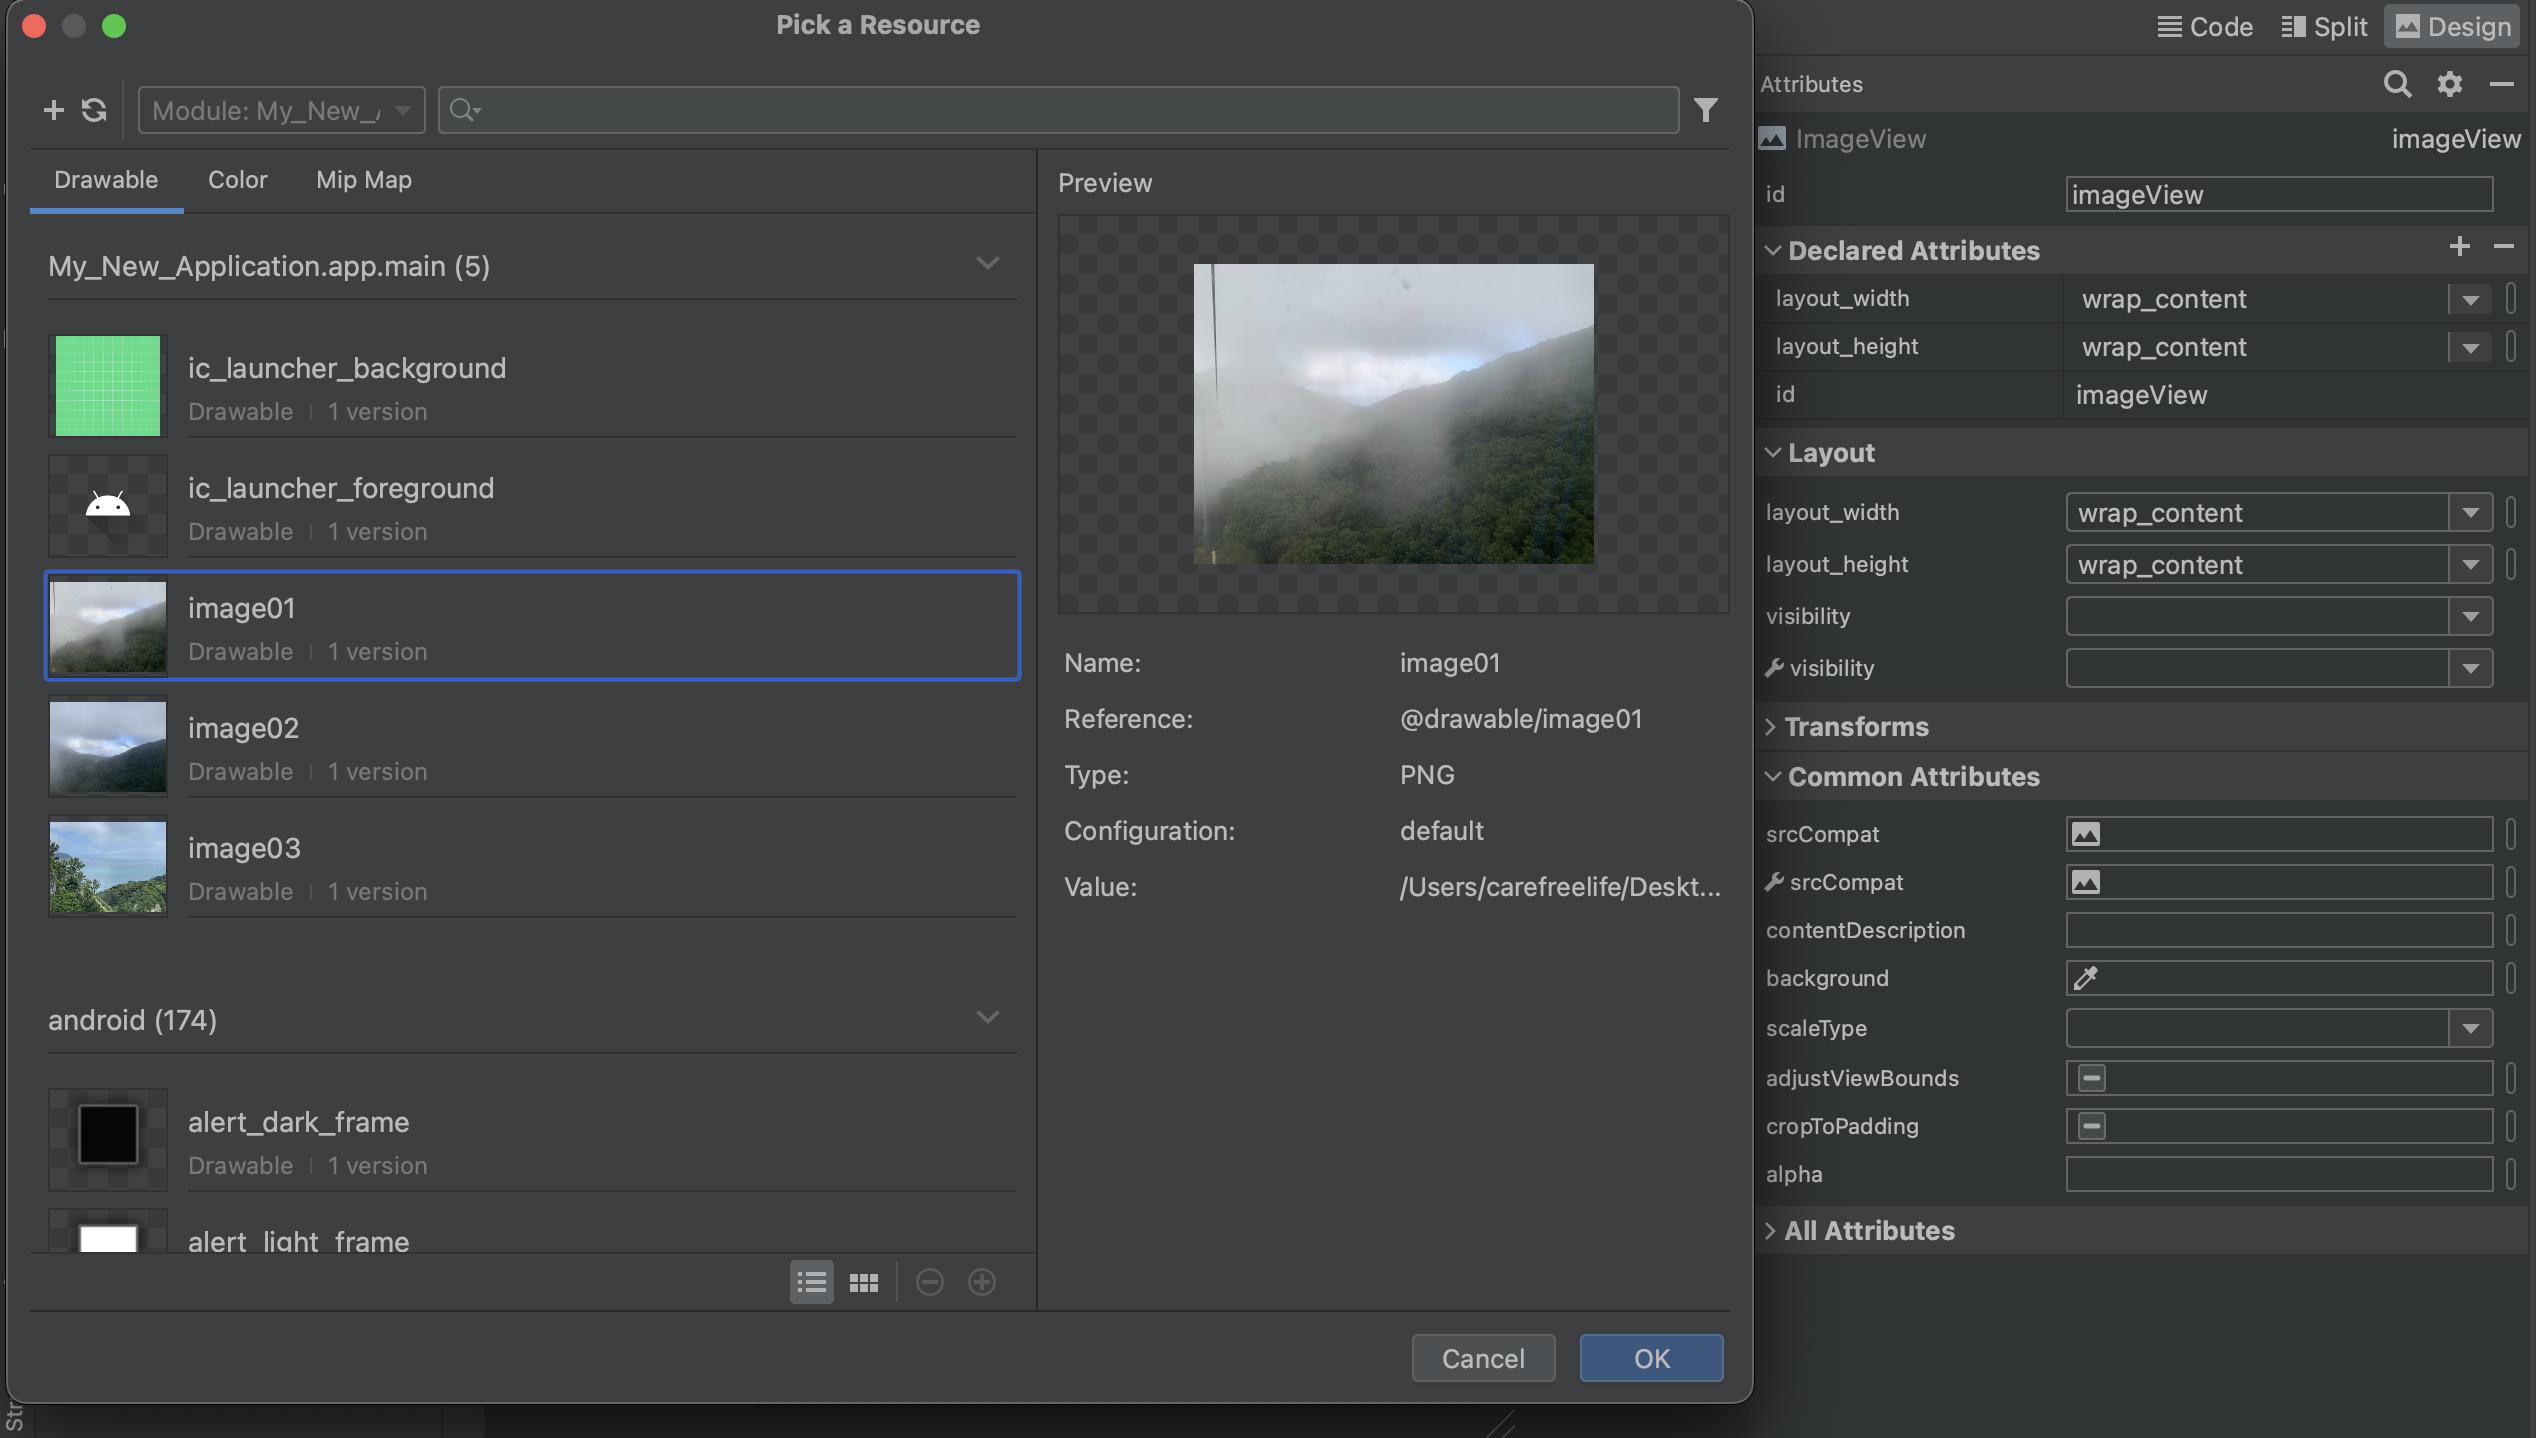 Pick a Resource
Module: My_New_
Drawable
Color
Mip Map
My_New_Application.app.main (5)
ic_launcher_background
Drawable | 1 version
ic_launcher_foreground
Drawable | 1 version
image01
Drawable | 1 version
image02
Drawable | 1 version
image03
Drawable | 1 version
android (174)
alert_dark_frame
Drawable | 1 version
alert_light_frame
Preview
Name: image01
Reference: @drawable/image01
Type: PNG
Configuration: default
Value: /Users/carefreelife/Deskt...
Cancel
OK
Code
Split
Design
Attributes
ImageView
imageView
id imageView
Declared Attributes
layout_width wrap_content
layout_height wrap_content
id imageView
Layout
layout_width wrap_content
layout_height wrap_content
visibility
visibility
Transforms
Common Attributes
srcCompat
srcCompat
contentDescription
background
scaleType
adjustViewBounds
cropToPadding
alpha
All Attributes
Str